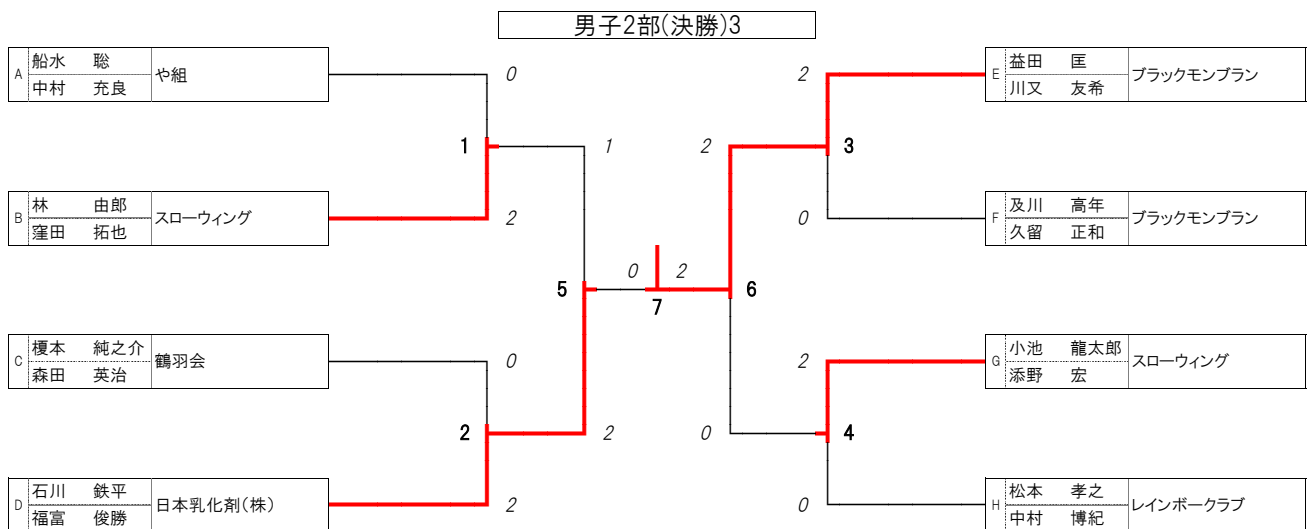 男子2部(決勝)3
A 船水 聡 や組
中村 充良
0
1
1
B 林 由郎 スローウィング
窪田 拓也
2
5
0
C 榎本 純之介 鶴羽会
森田 英治
0
2
2
D 石川 鉄平 日本乳化剤(株)
福富 俊勝
2
7
2
E 益田 匡 ブラックモンブラン
川又 友希
2
3
2
F 及川 高年 ブラックモンブラン
久留 正和
0
6
G 小池 龍太郎 スローウィング
添野 宏
2
4
0
H 松本 孝之 レインボークラブ
中村 博紀
0